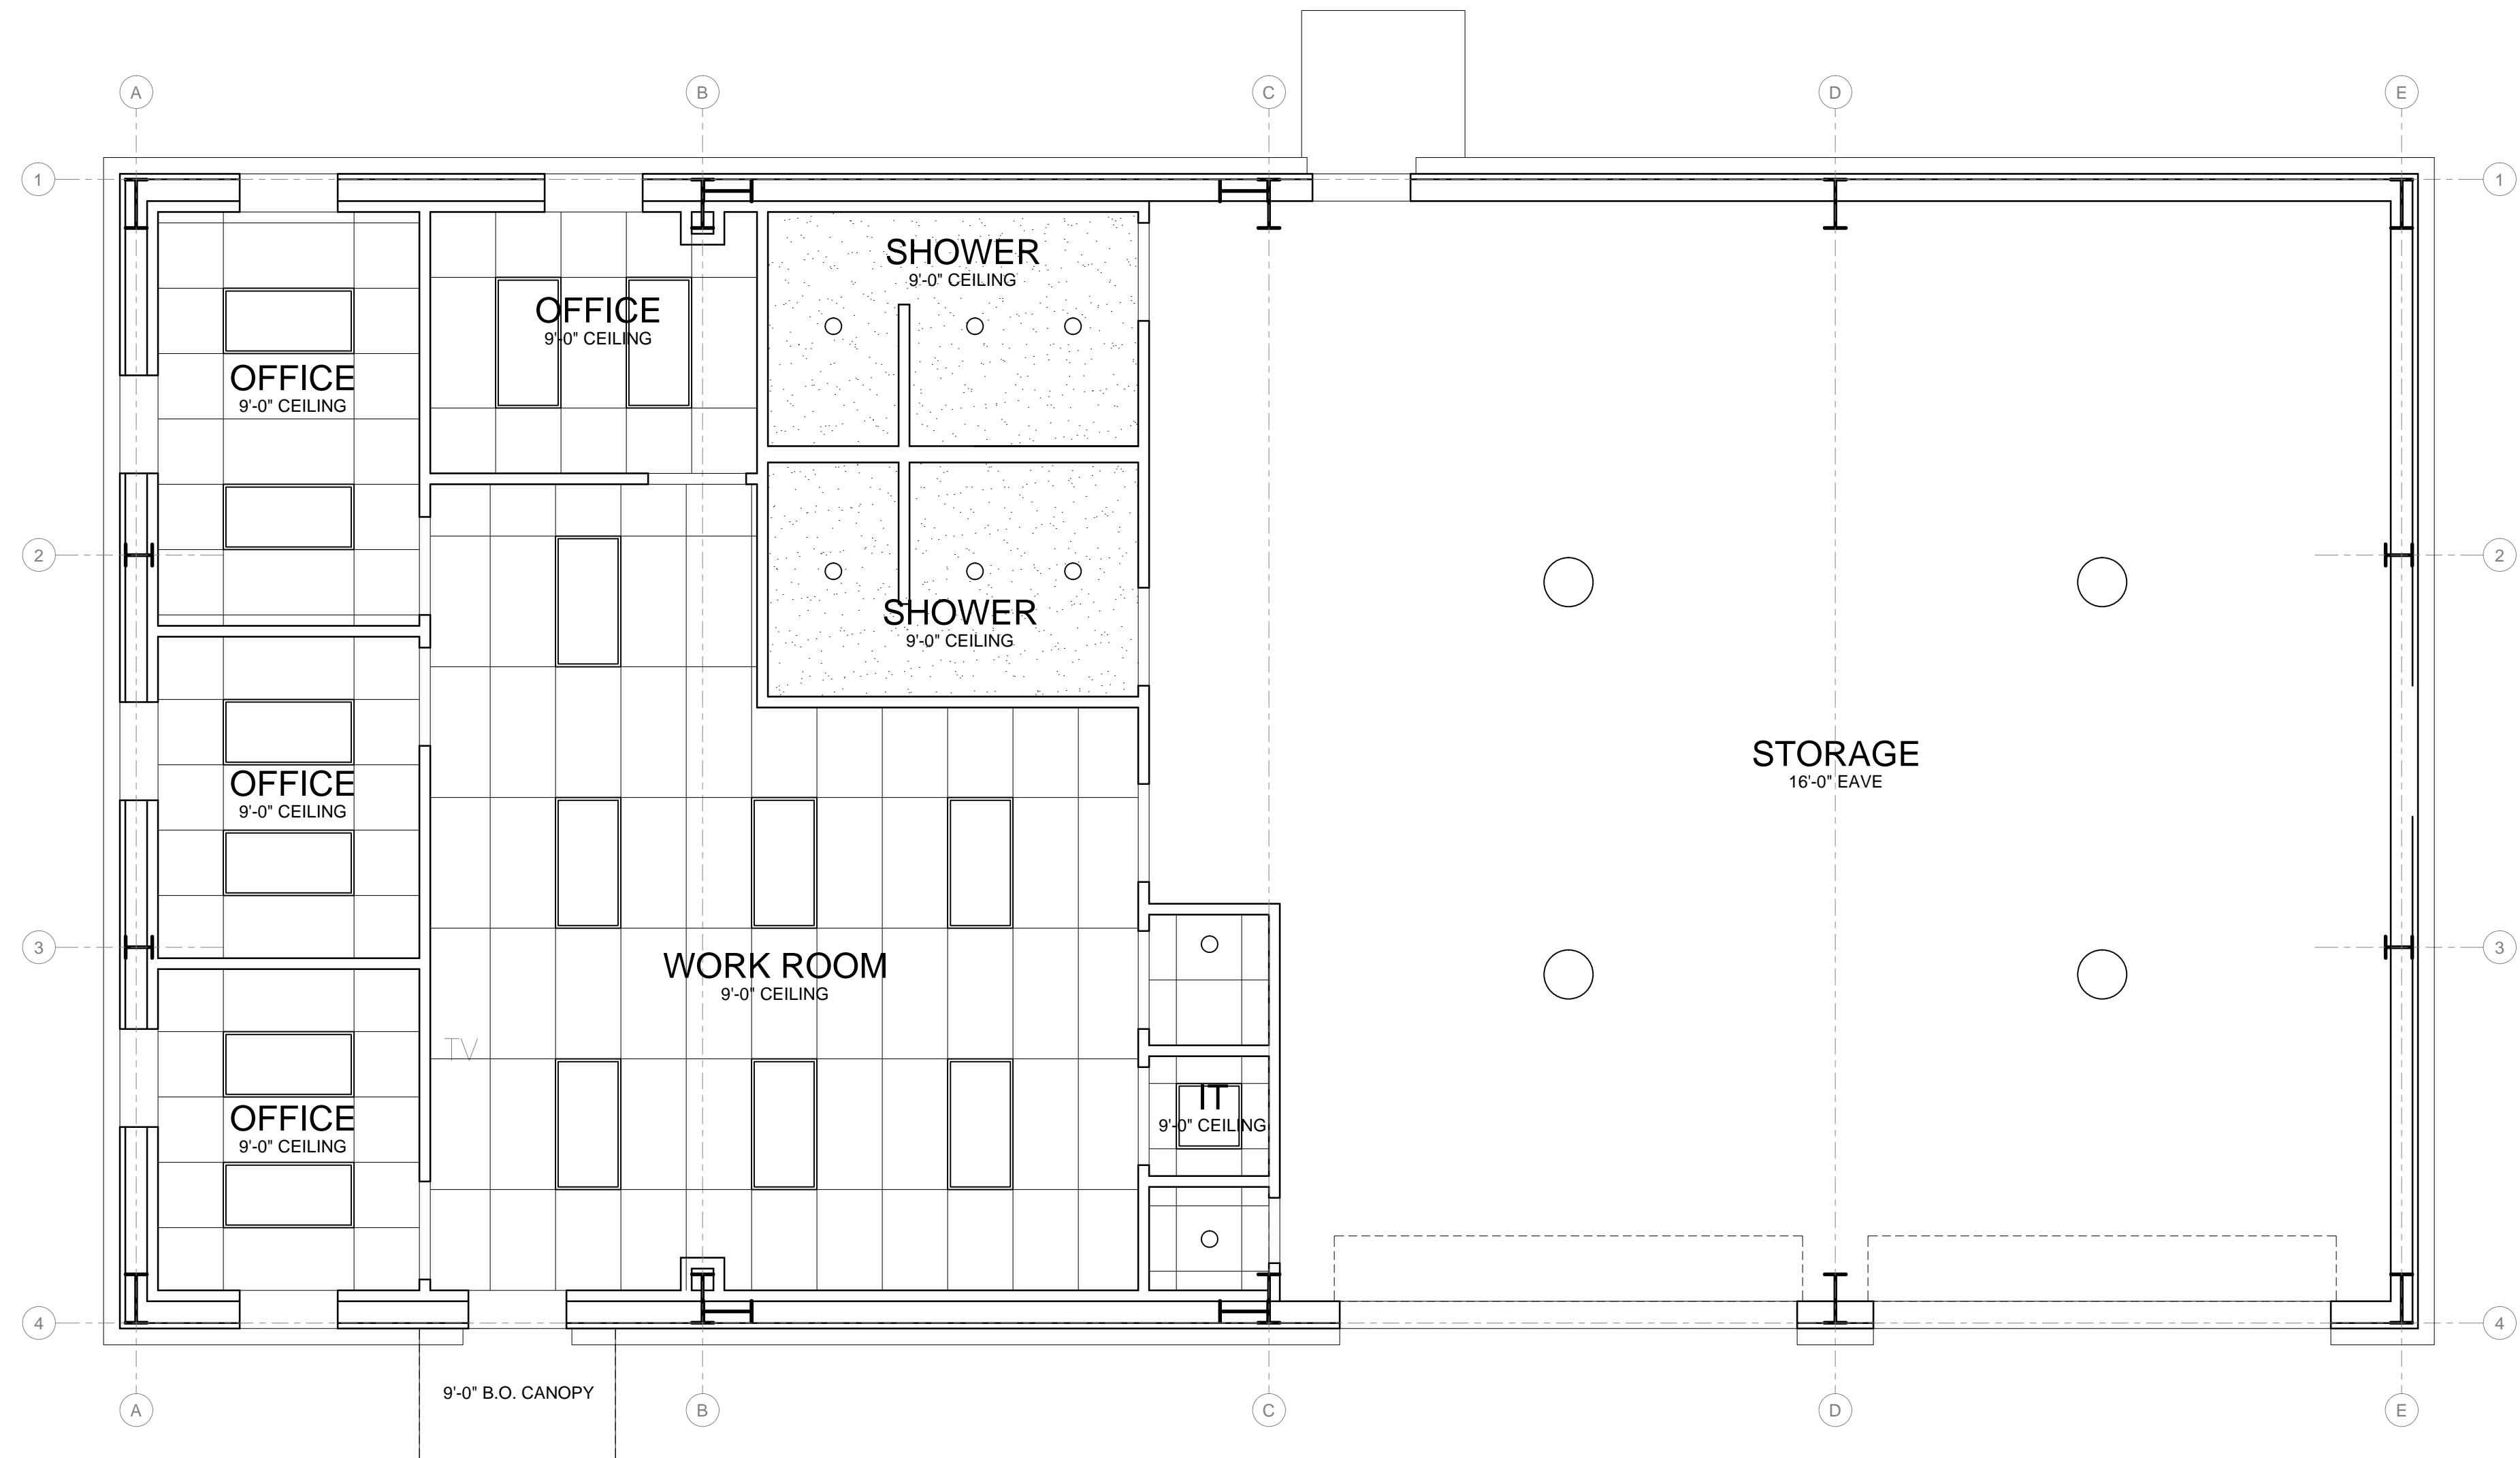 A B C D E
1 1
SHOWER
9'-0" CEILING
OFFICE
9'-0" CEILING
OFFICE
9'-0" CEILING
2 2
SHOWER
9'-0" CEILING
STORAGE
16'-0" EAVE
OFFICE
9'-0" CEILING
3 3
WORK ROOM
9'-0" CEILING
TV
IT
9'-0" CEILING
OFFICE
9'-0" CEILING
4 4
9'-0" B.O. CANOPY
A B C D E